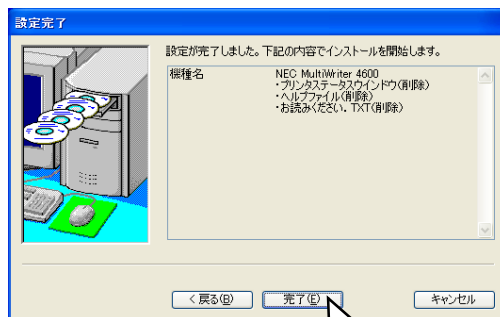 設定完了
設定が完了しました。下記の内容でインストールを開始します。
機種名 NEC MultiWriter 4600
・プリンタステータスウインドウ(削除)
・ヘルプファイル(削除)
・お読みください.TXT(削除)
< 戻る(B) 完了(E) キャンセル